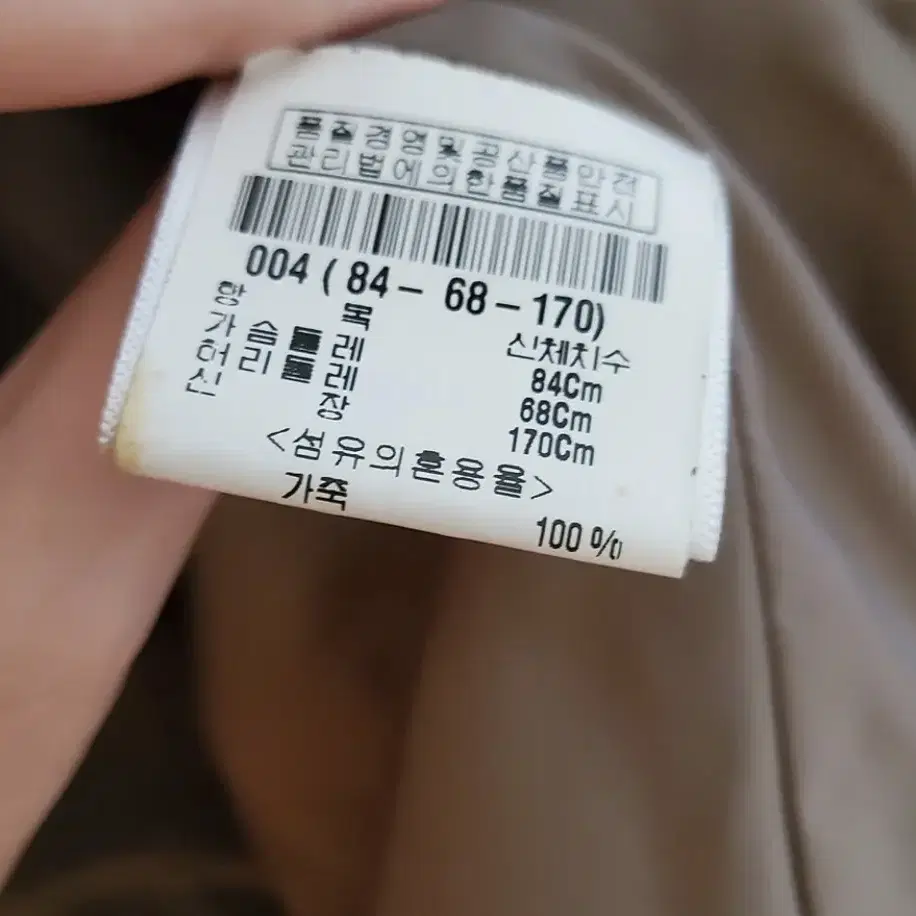 품질경영및공산품안전
관리법에의한품질표시
004 ( 84 - 68 - 170)
항 목 신체치수
가슴둘레 84Cm
허리둘레 68Cm
신 장 170Cm
<섬유의혼용율>
가죽 100 %